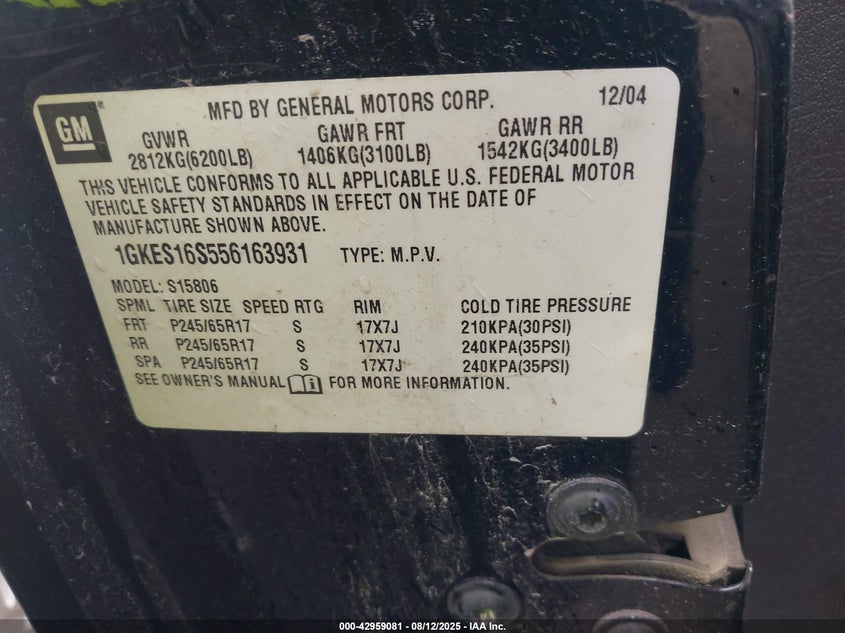 GM ®
MFD BY GENERAL MOTORS CORP. 12/04
GVWR GAWR FRT GAWR RR
2812KG(6200LB) 1406KG(3100LB) 1542KG(3400LB)
THIS VEHICLE CONFORMS TO ALL APPLICABLE U.S. FEDERAL MOTOR
VEHICLE SAFETY STANDARDS IN EFFECT ON THE DATE OF
MANUFACTURE SHOWN ABOVE.
1GKES16S556163931 TYPE: M.P.V.
MODEL: S15806
SPML TIRE SIZE SPEED RTG RIM COLD TIRE PRESSURE
FRT P245/65R17 S 17X7J 210KPA(30PSI)
RR P245/65R17 S 17X7J 240KPA(35PSI)
SPA P245/65R17 S 17X7J 240KPA(35PSI)
SEE OWNER'S MANUAL FOR MORE INFORMATION.
000-42959081 - 08/12/2025 - IAA Inc.